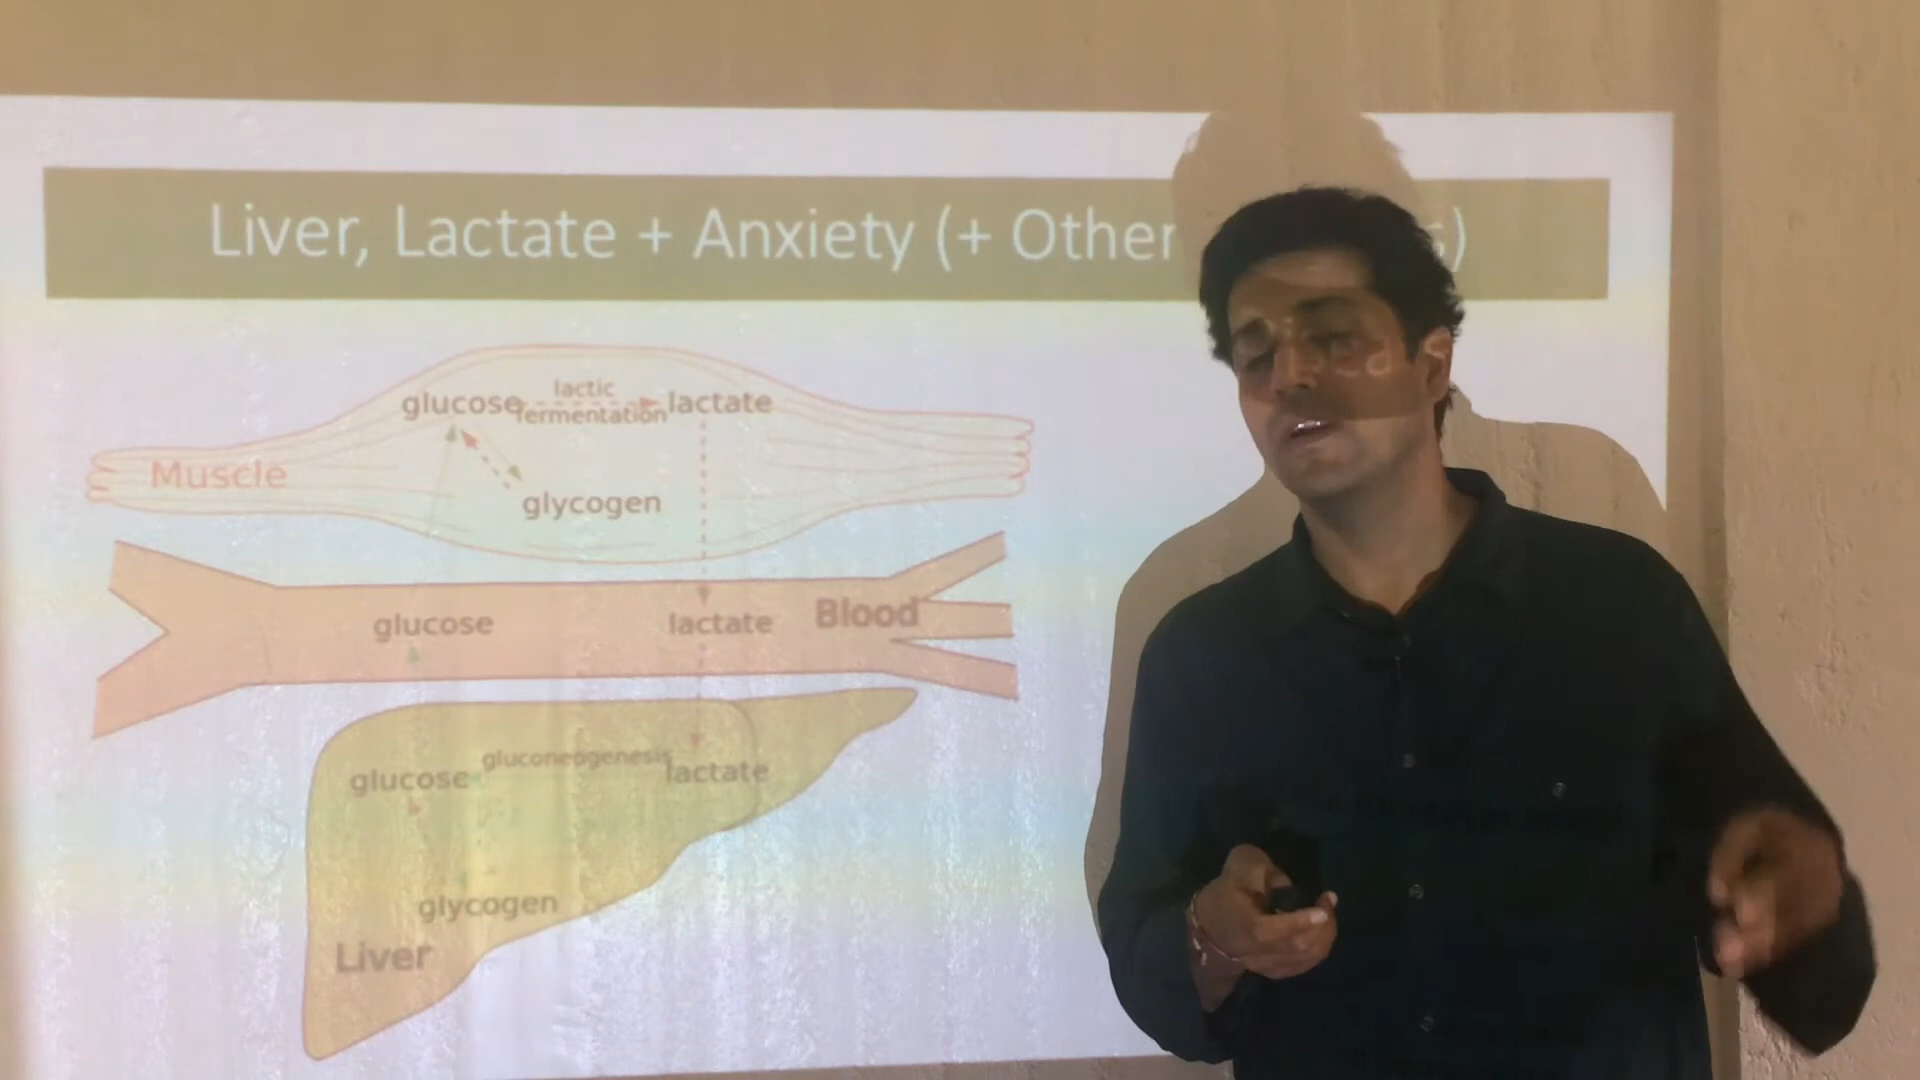 Liver, Lactate + Anxiety (+ Other s)
glucose lactic fermentation lactate
Muscle
glycogen
glucose lactate Blood
glucose gluconeogenesis lactate
glycogen
Liver